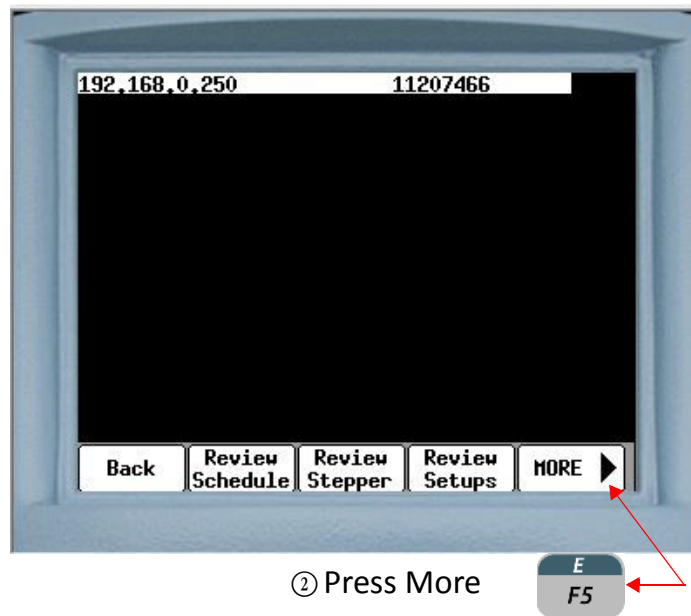 192.168.0.250 11207466
Back Review Schedule Review Stepper Review Setups MORE
② Press More
E
F5